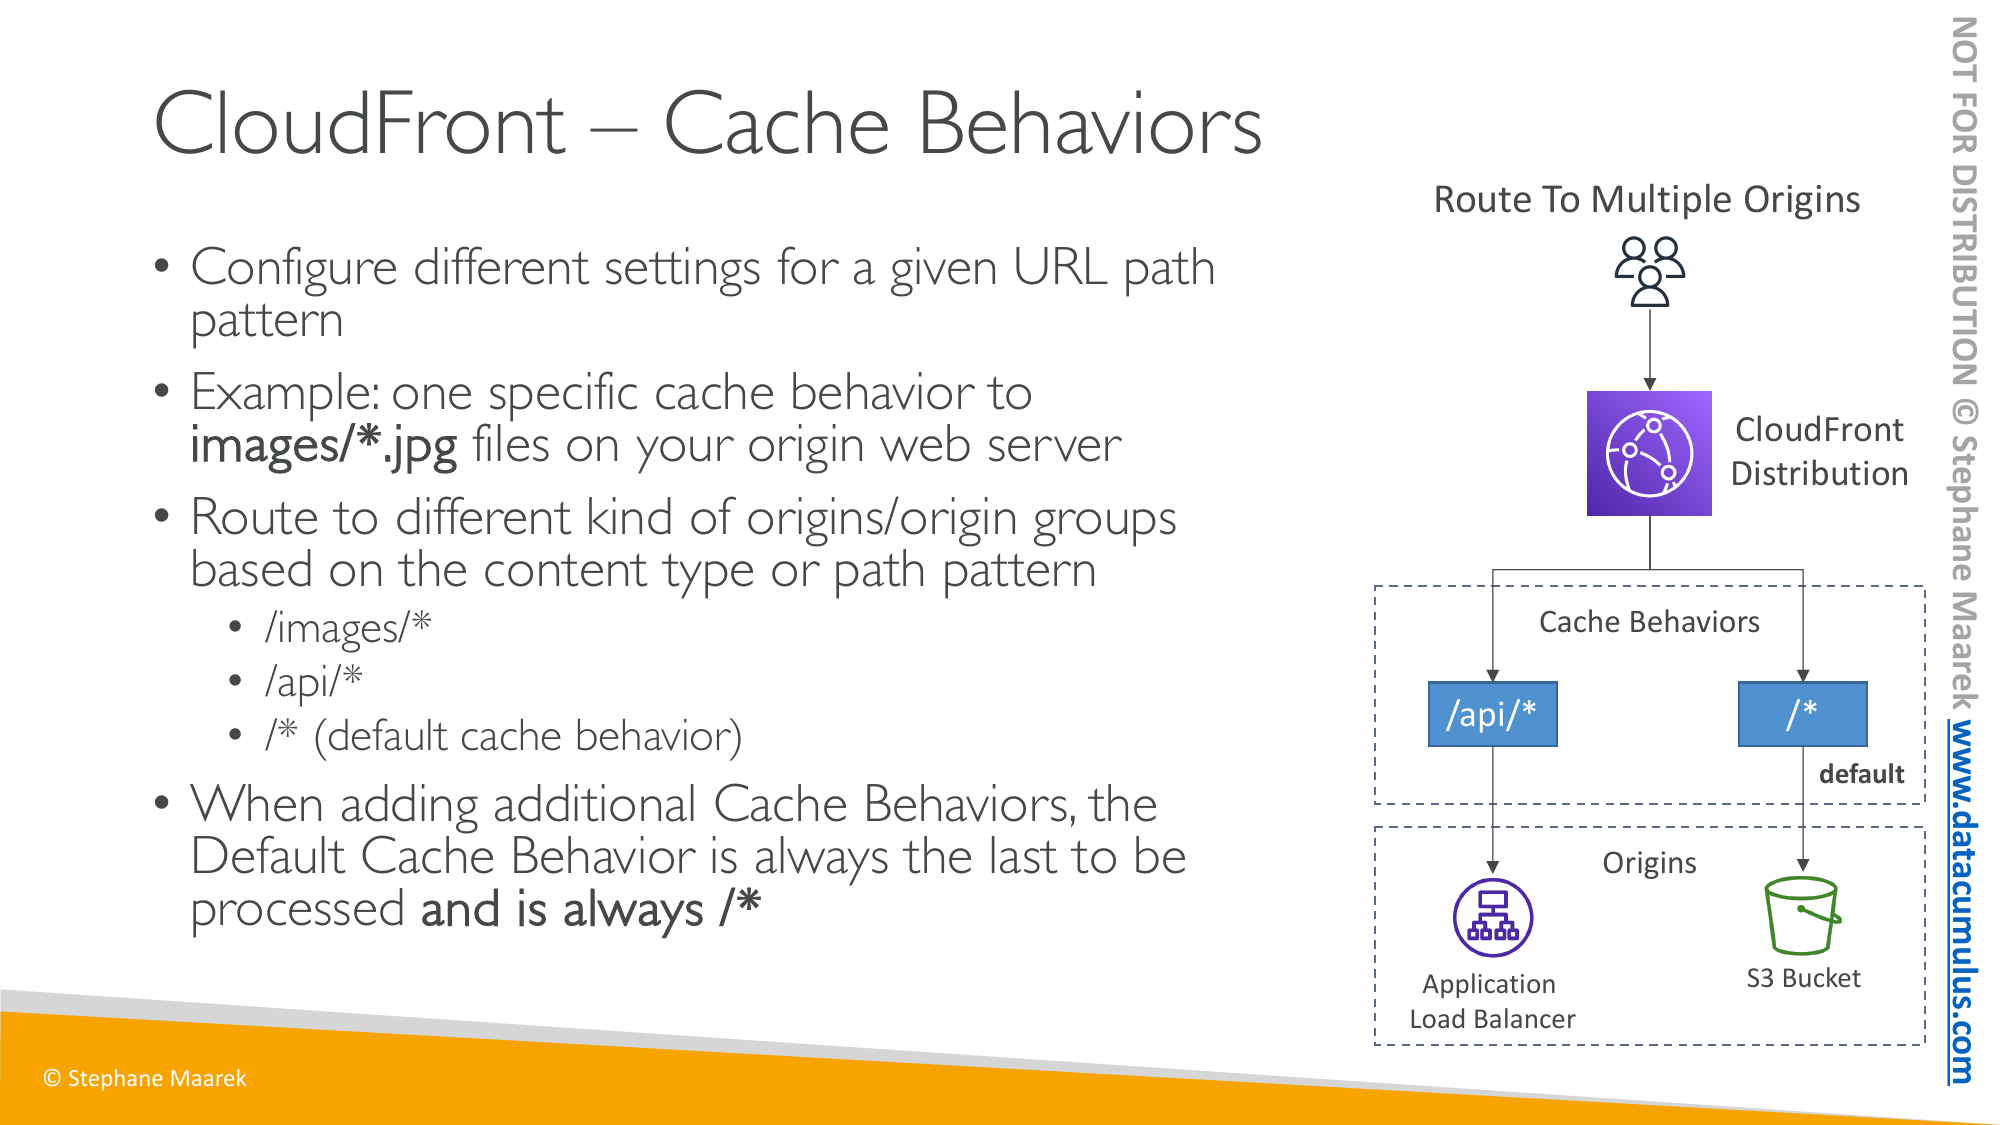 CloudFront – Cache Behaviors
• Configure different settings for a given URL path
pattern
• Example: one specific cache behavior to
images/*.jpg files on your origin web server
• Route to different kind of origins/origin groups
based on the content type or path pattern
• /images/*
• /api/*
• /* (default cache behavior)
• When adding additional Cache Behaviors, the
Default Cache Behavior is always the last to be
processed and is always /*
Route To Multiple Origins
CloudFront
Distribution
Cache Behaviors
/api/*
/*
default
Origins
Application
Load Balancer
S3 Bucket
© Stephane Maarek
NOT FOR DISTRIBUTION © Stephane Maarek www.datacumulus.com